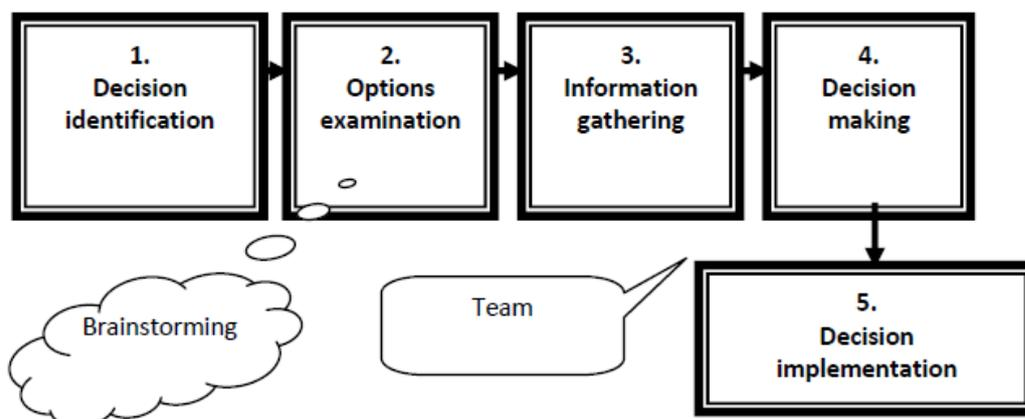 1.
Decision
identification
2.
Options
examination
3.
Information
gathering
4.
Decision
making
Brainstorming
Team
5.
Decision
implementation